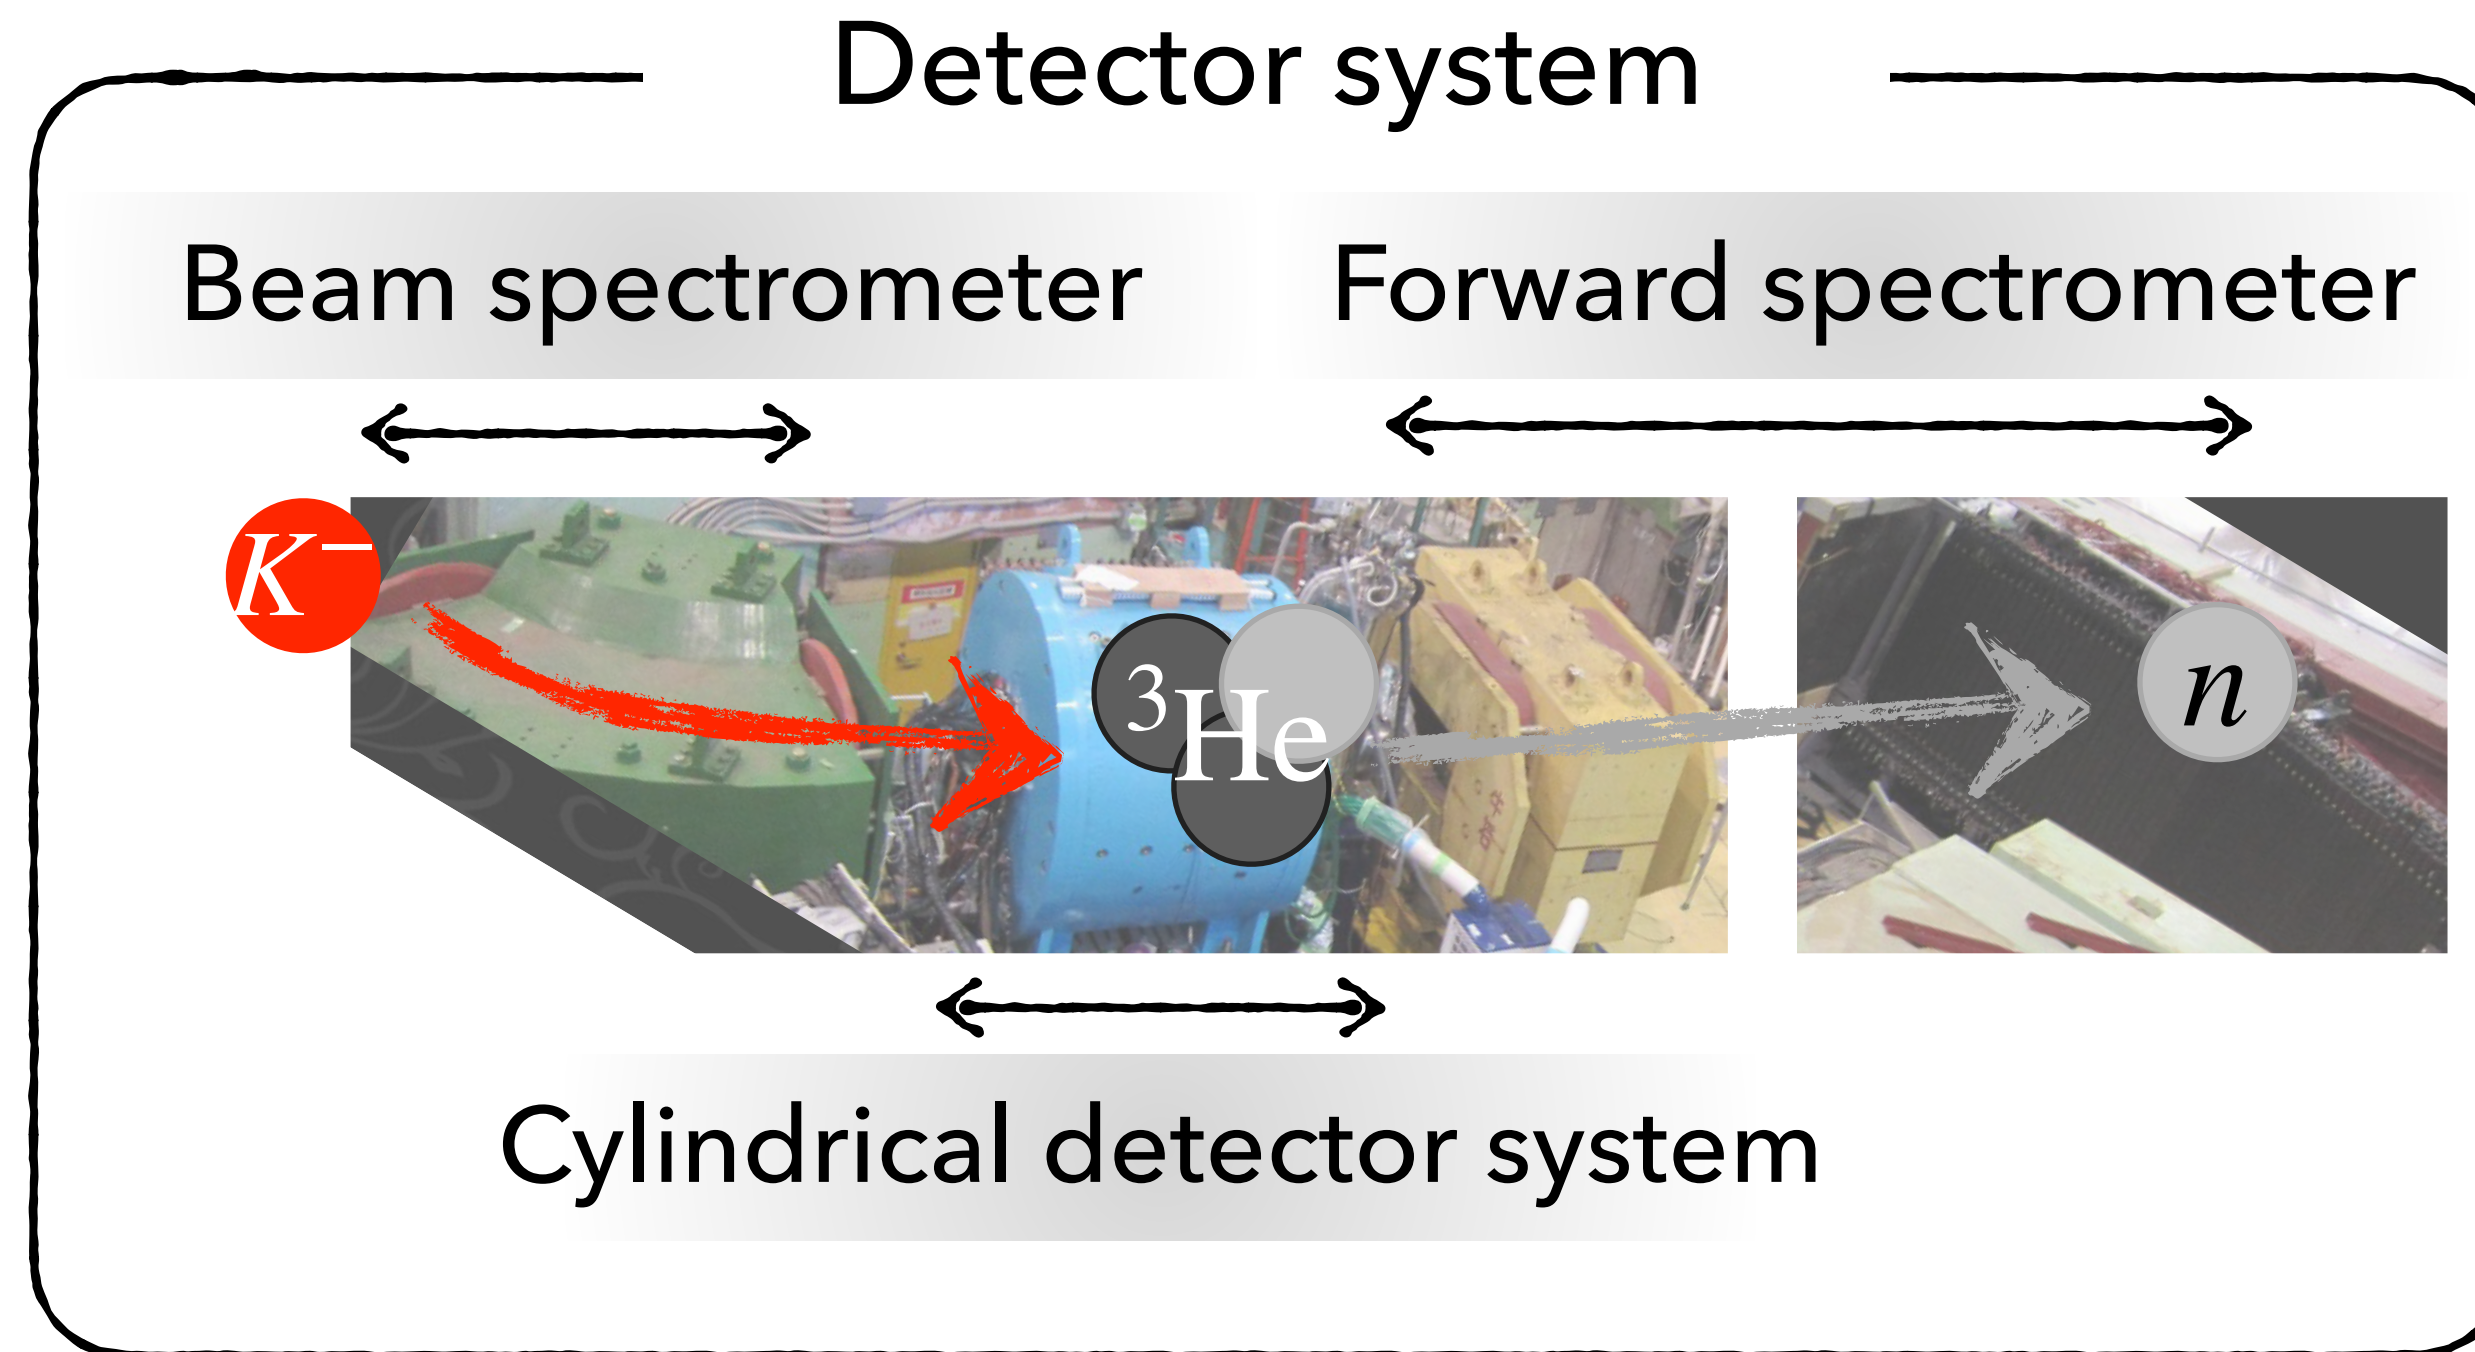 Detector system
Beam spectrometer
Forward spectrometer
K⁻
³He
n
Cylindrical detector system